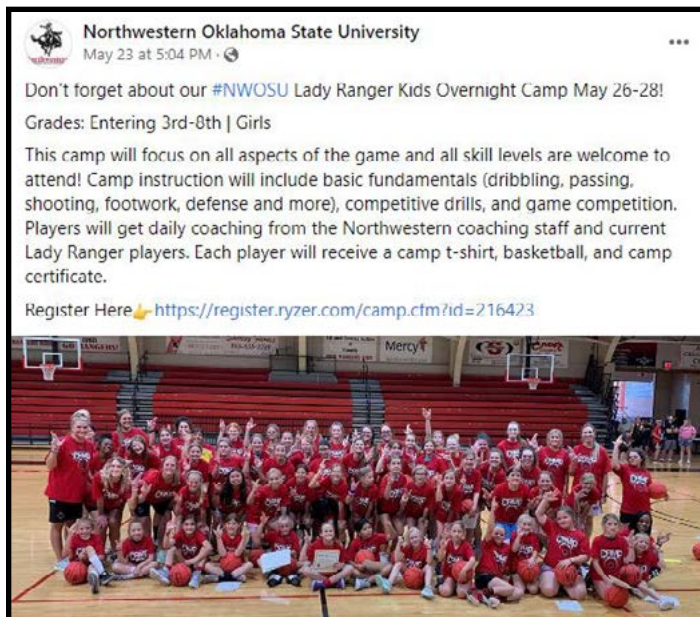 Northwestern Oklahoma State University
May 23 at 5:04 PM ·
Don't forget about our #NWOSU Lady Ranger Kids Overnight Camp May 26-28!
Grades: Entering 3rd-8th | Girls
This camp will focus on all aspects of the game and all skill levels are welcome to
attend! Camp instruction will include basic fundamentals (dribbling, passing,
shooting, footwork, defense and more), competitive drills, and game competition.
Players will get daily coaching from the Northwestern coaching staff and current
Lady Ranger players. Each player will receive a camp t-shirt, basketball, and camp
certificate.
Register Here👉https://register.ryzer.com/camp.cfm?id=216423
GO RANGERS!
Mercy
CAMP